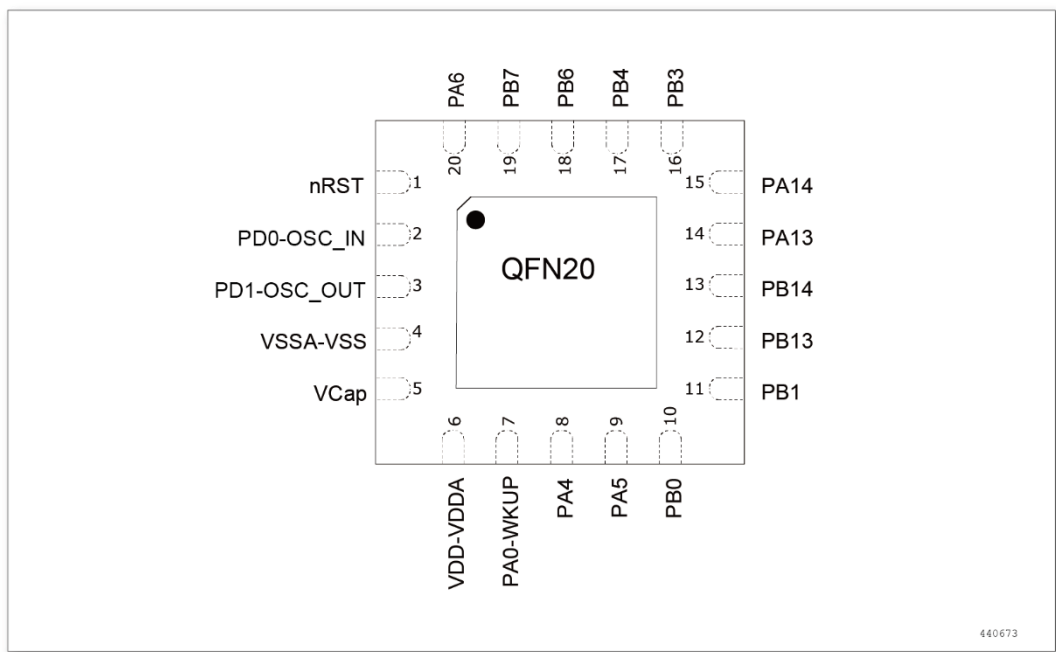 PA6
PB7
PB6
PB4
PB3
20
19
18
17
16
nRST
1
15
PA14
PD0-OSC_IN
2
14
PA13
QFN20
PD1-OSC_OUT
3
13
PB14
VSSA-VSS
4
12
PB13
VCap
5
11
PB1
6
7
8
9
10
VDD-VDDA
PA0-WKUP
PA4
PA5
PB0
440673